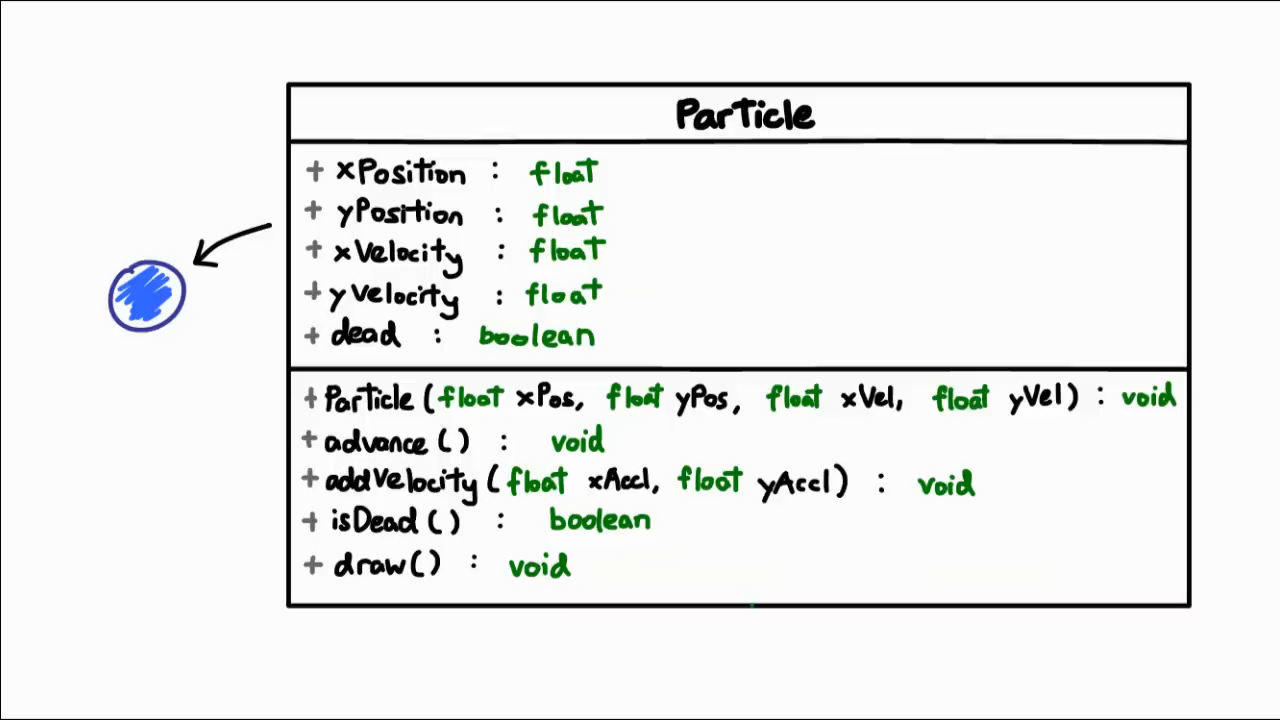 Particle
+ xPosition : float
+ yPosition : float
+ xVelocity : float
+ yVelocity : float
+ dead : boolean
+ Particle (float xPos, float yPos, float xVel, float yVel) : void
+ advance () : void
+ addVelocity (float xAccl, float yAccl) : void
+ isDead () : boolean
+ draw() : void